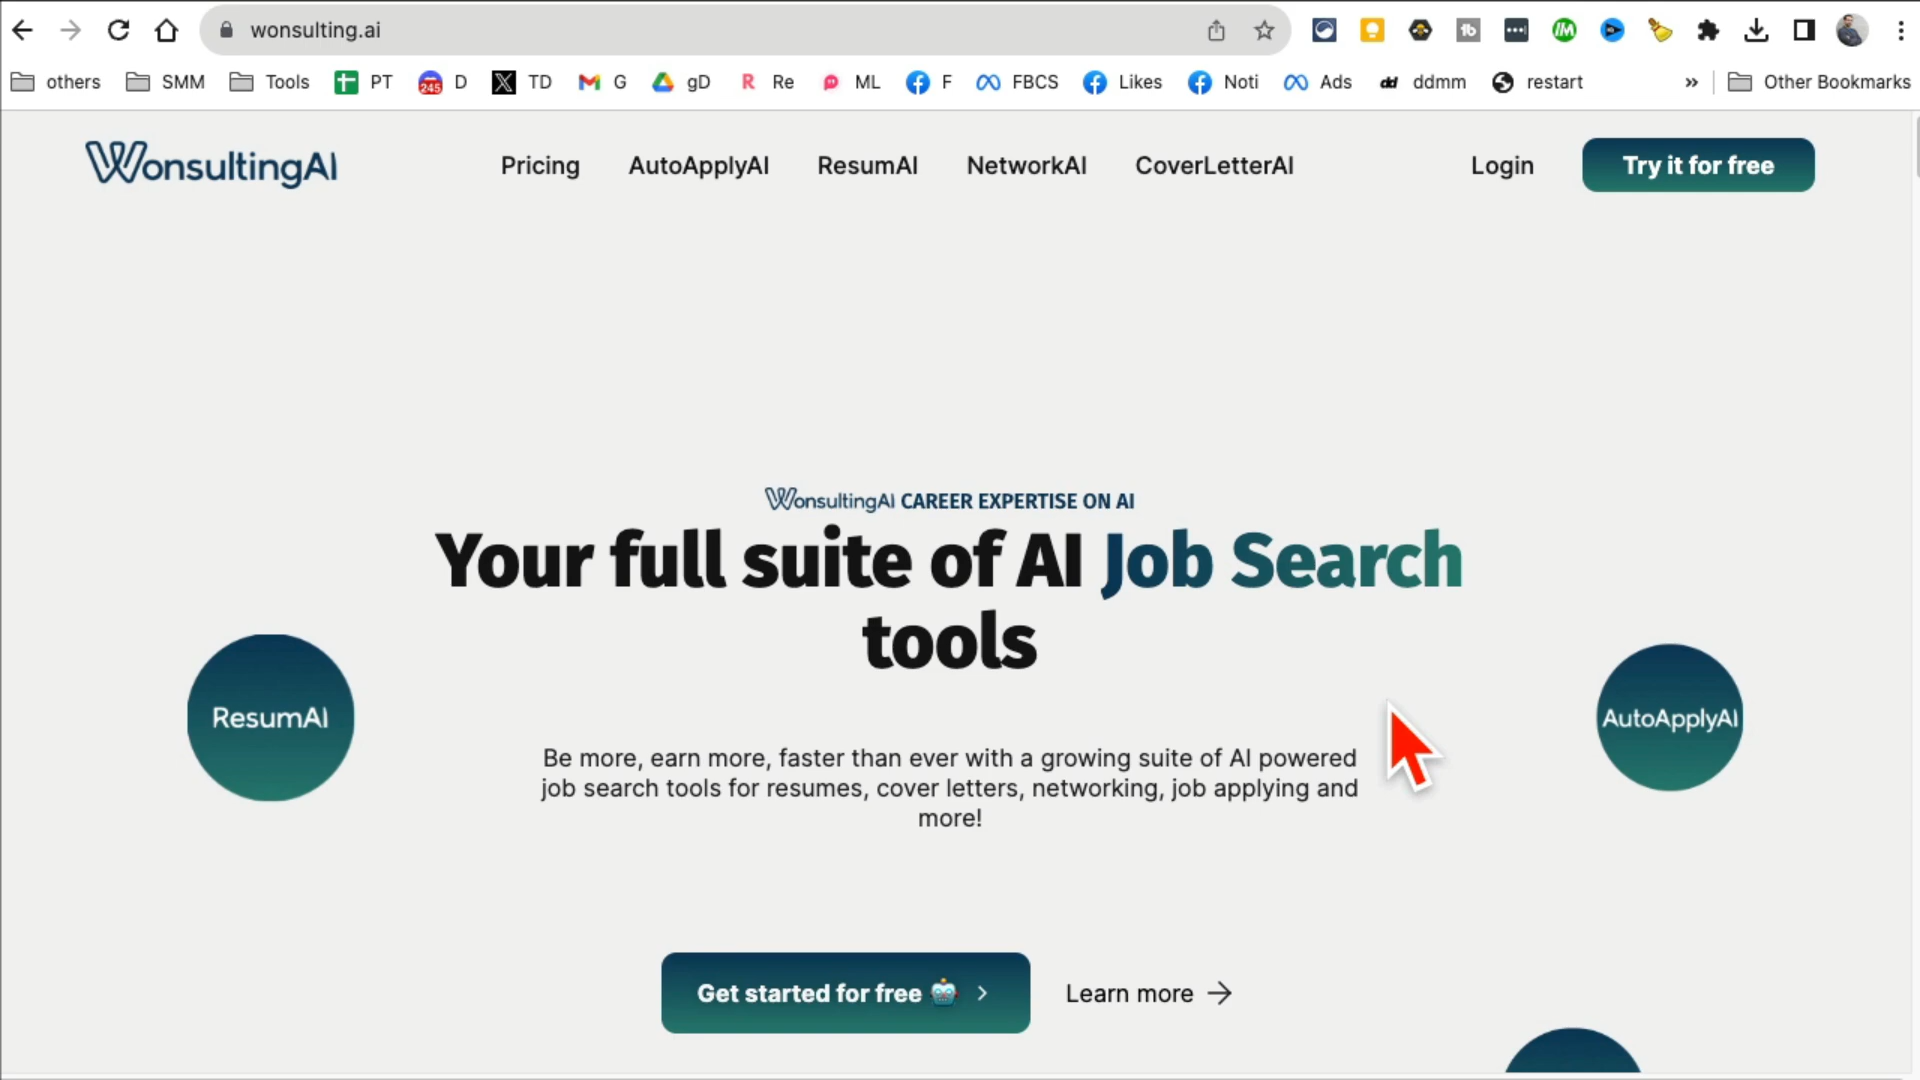 wonsulting.ai
others SMM Tools PT 245 D TD G gD Re ML F FBCS Likes Noti Ads dd ddmm restart » Other Bookmarks
WonsultingAI Pricing AutoApplyAI ResumAI NetworkAI CoverLetterAI Login Try it for free
WonsultingAI CAREER EXPERTISE ON AI
Your full suite of AI Job Search
tools
ResumAI
AutoApplyAI
Be more, earn more, faster than ever with a growing suite of AI powered
job search tools for resumes, cover letters, networking, job applying and
more!
Get started for free
Learn more